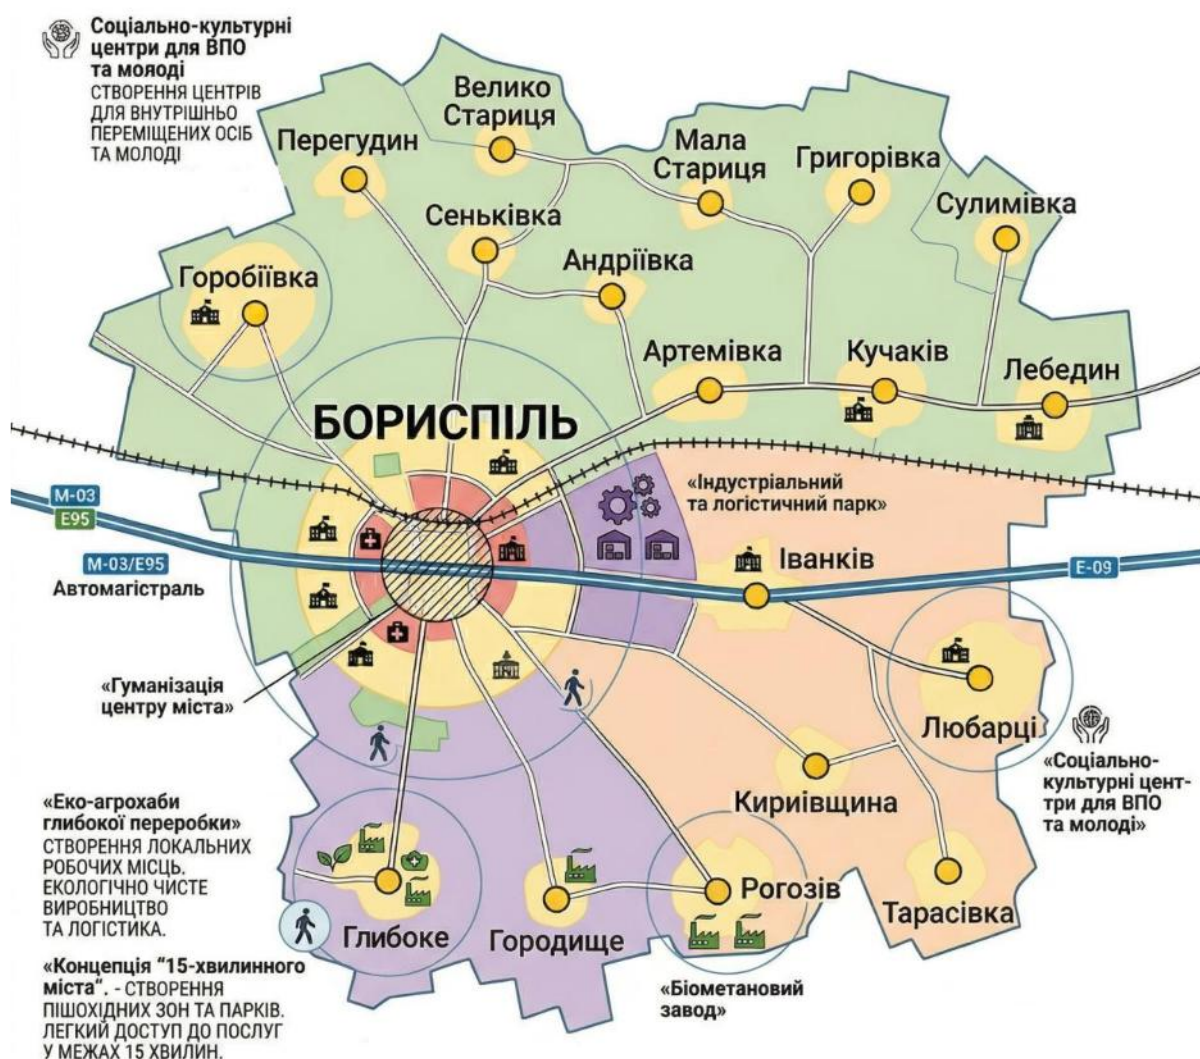 Соціально-культурні
центри для ВПО
та молоді
СТВОРЕННЯ ЦЕНТРІВ
ДЛЯ ВНУТРІШНЬО
ПЕРЕМІЩЕНИХ ОСІБ
ТА МОЛОДІ
Велико
Стариця
Перегудин
Мала
Стариця
Григорівка
Сулимівка
Сеньківка
Андріївка
Горобіївка
Артемівка
Кучаків
Лебедин
БОРИСПІЛЬ
«Індустріальний
та логістичний парк»
М-03
E95
М-03/E95
Автомагістраль
Іванків
E-09
«Гуманізація
центру міста»
Любарці
«Соціально-
культурні цент-
три для ВПО
та молоді»
Кириївщина
«Еко-агрохаби
глибокої переробки»
СТВОРЕННЯ ЛОКАЛЬНИХ
РОБОЧИХ МІСЦЬ.
ЕКОЛОГІЧНО ЧИСТЕ
ВИРОБНИЦТВО
ТА ЛОГІСТИКА.
Рогозів
Тарасівка
Глибоке
Городище
«Концепція “15-хвилинного
міста“. - СТВОРЕННЯ
ПІШОХІДНИХ ЗОН ТА ПАРКІВ.
ЛЕГКИЙ ДОСТУП ДО ПОСЛУГ
У МЕЖАХ 15 ХВИЛИН.
«Біометановий
завод»